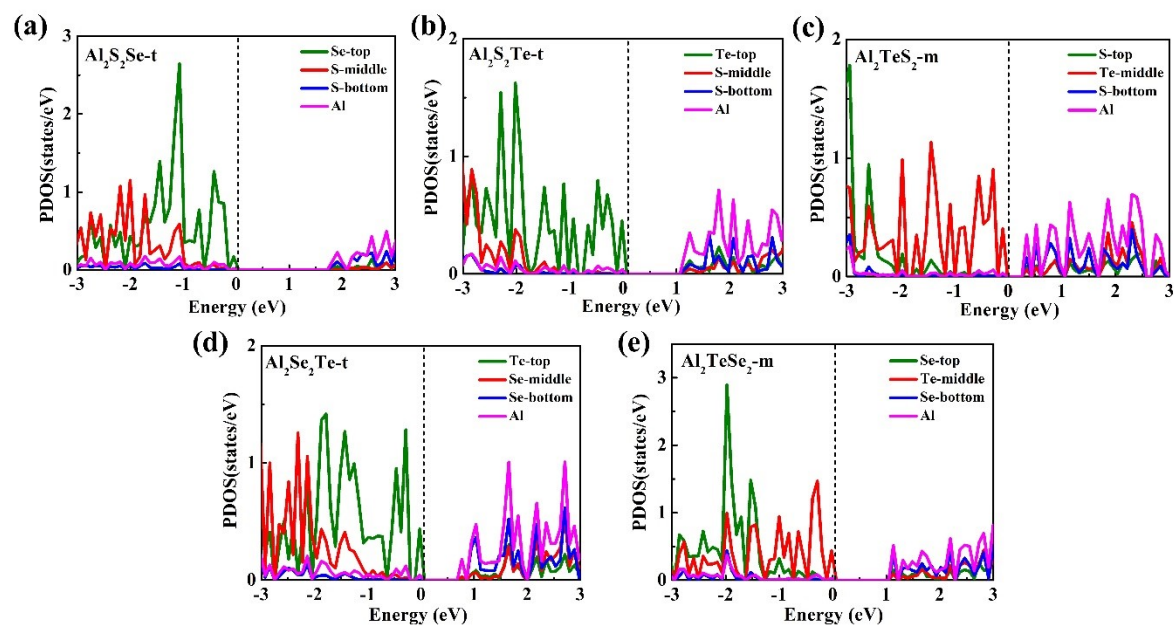 (a)
Al₂S₂Se-t
Se-top
S-middle
S-bottom
Al
PDOS(states/eV)
3
2
1
0
-3 -2 -1 0 1 2 3
Energy (eV)
(b)
Al₂S₂Te-t
Te-top
S-middle
S-bottom
Al
PDOS(states/eV)
2
1
0
-3 -2 -1 0 1 2 3
Energy (eV)
(c)
Al₂TeS₂-m
S-top
Te-middle
S-bottom
Al
PDOS(states/eV)
2
1
0
-3 -2 -1 0 1 2 3
Energy (eV)
(d)
Al₂Se₂Te-t
Te-top
Se-middle
Se-bottom
Al
PDOS(states/eV)
2
1
0
-3 -2 -1 0 1 2 3
Energy (eV)
(e)
Al₂TeSe₂-m
Se-top
Te-middle
Se-bottom
Al
PDOS(states/eV)
3
2
1
0
-3 -2 -1 0 1 2 3
Energy (eV)